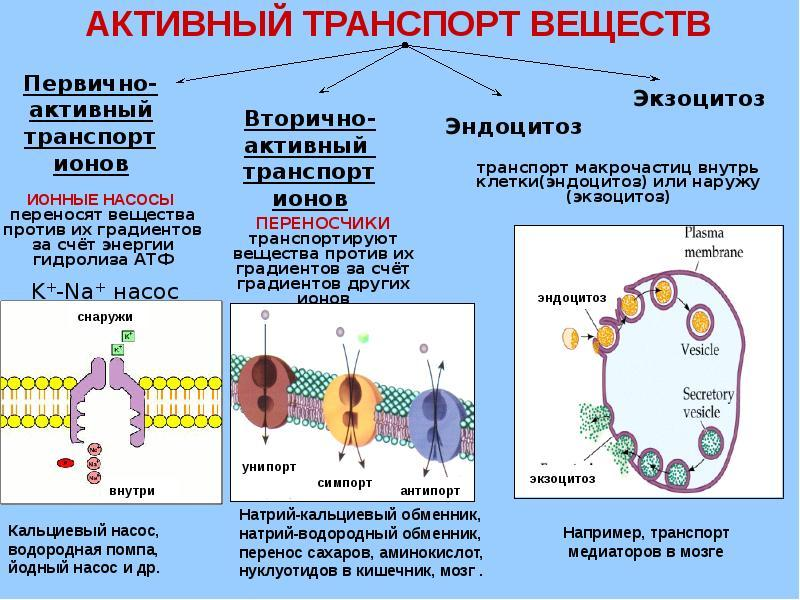 АКТИВНЫЙ ТРАНСПОРТ ВЕЩЕСТВ
Первично-
активный
транспорт
ионов
ИОННЫЕ НАСОСЫ
переносят вещества
против их градиентов
за счёт энергии
гидролиза АТФ
K+-Na+ насос
снаружи
K+
K+
Na+
Na+
Na+
внутри
Кальциевый насос,
водородная помпа,
йодный насос и др.
Вторично-
активный
транспорт
ионов
ПЕРЕНОСЧИКИ
транспортируют
вещества против их
градиентов за счёт
градиентов других
ионов
унипорт
симпорт
антипорт
Натрий-кальциевый обменник,
натрий-водородный обменник,
перенос сахаров, аминокислот,
нуклуотидов в кишечник, мозг .
Эндоцитоз
Экзоцитоз
транспорт макрочастиц внутрь
клетки(эндоцитоз) или наружу
(экзоцитоз)
Plasma
membrane
эндоцитоз
Vesicle
Secretory
vesicle
экзоцитоз
Например, транспорт
медиаторов в мозге